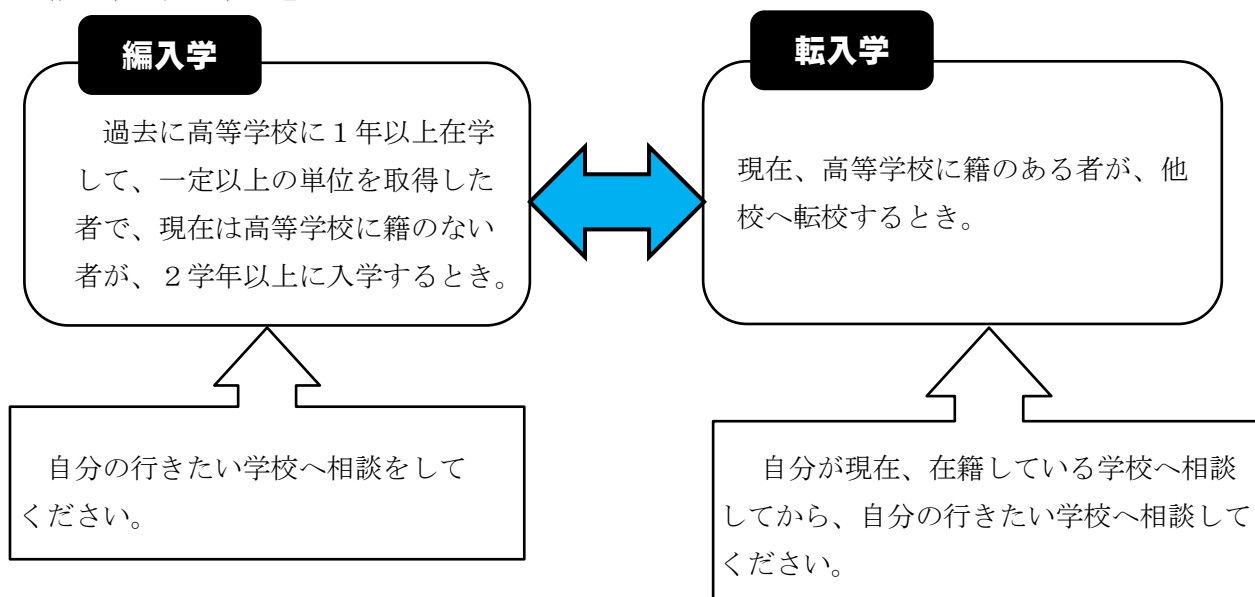 編入学
過去に高等学校に１年以上在学
して、一定以上の単位を取得した
者で、現在は高等学校に籍のない
者が、２学年以上に入学するとき。
自分の行きたい学校へ相談をして
ください。
転入学
現在、高等学校に籍のある者が、他
校へ転校するとき。
自分が現在、在籍している学校へ相談
してから、自分の行きたい学校へ相談して
ください。